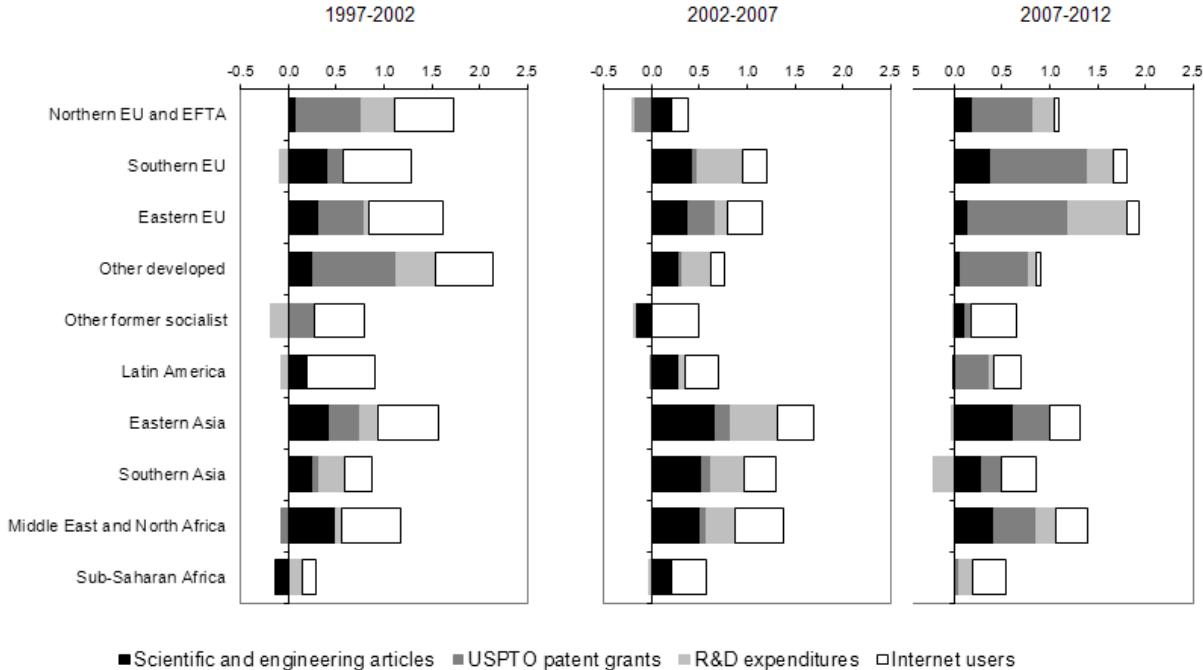 1997-2002 2002-2007 2007-2012
-0.5 0.0 0.5 1.0 1.5 2.0 2.5 -0.5 0.0 0.5 1.0 1.5 2.0 2.5 5 0.0 0.5 1.0 1.5 2.0 2.5
Northern EU and EFTA
Southern EU
Eastern EU
Other developed
Other former socialist
Latin America
Eastern Asia
Southern Asia
Middle East and North Africa
Sub-Saharan Africa
Scientific and engineering articles USPTO patent grants R&D expenditures Internet users